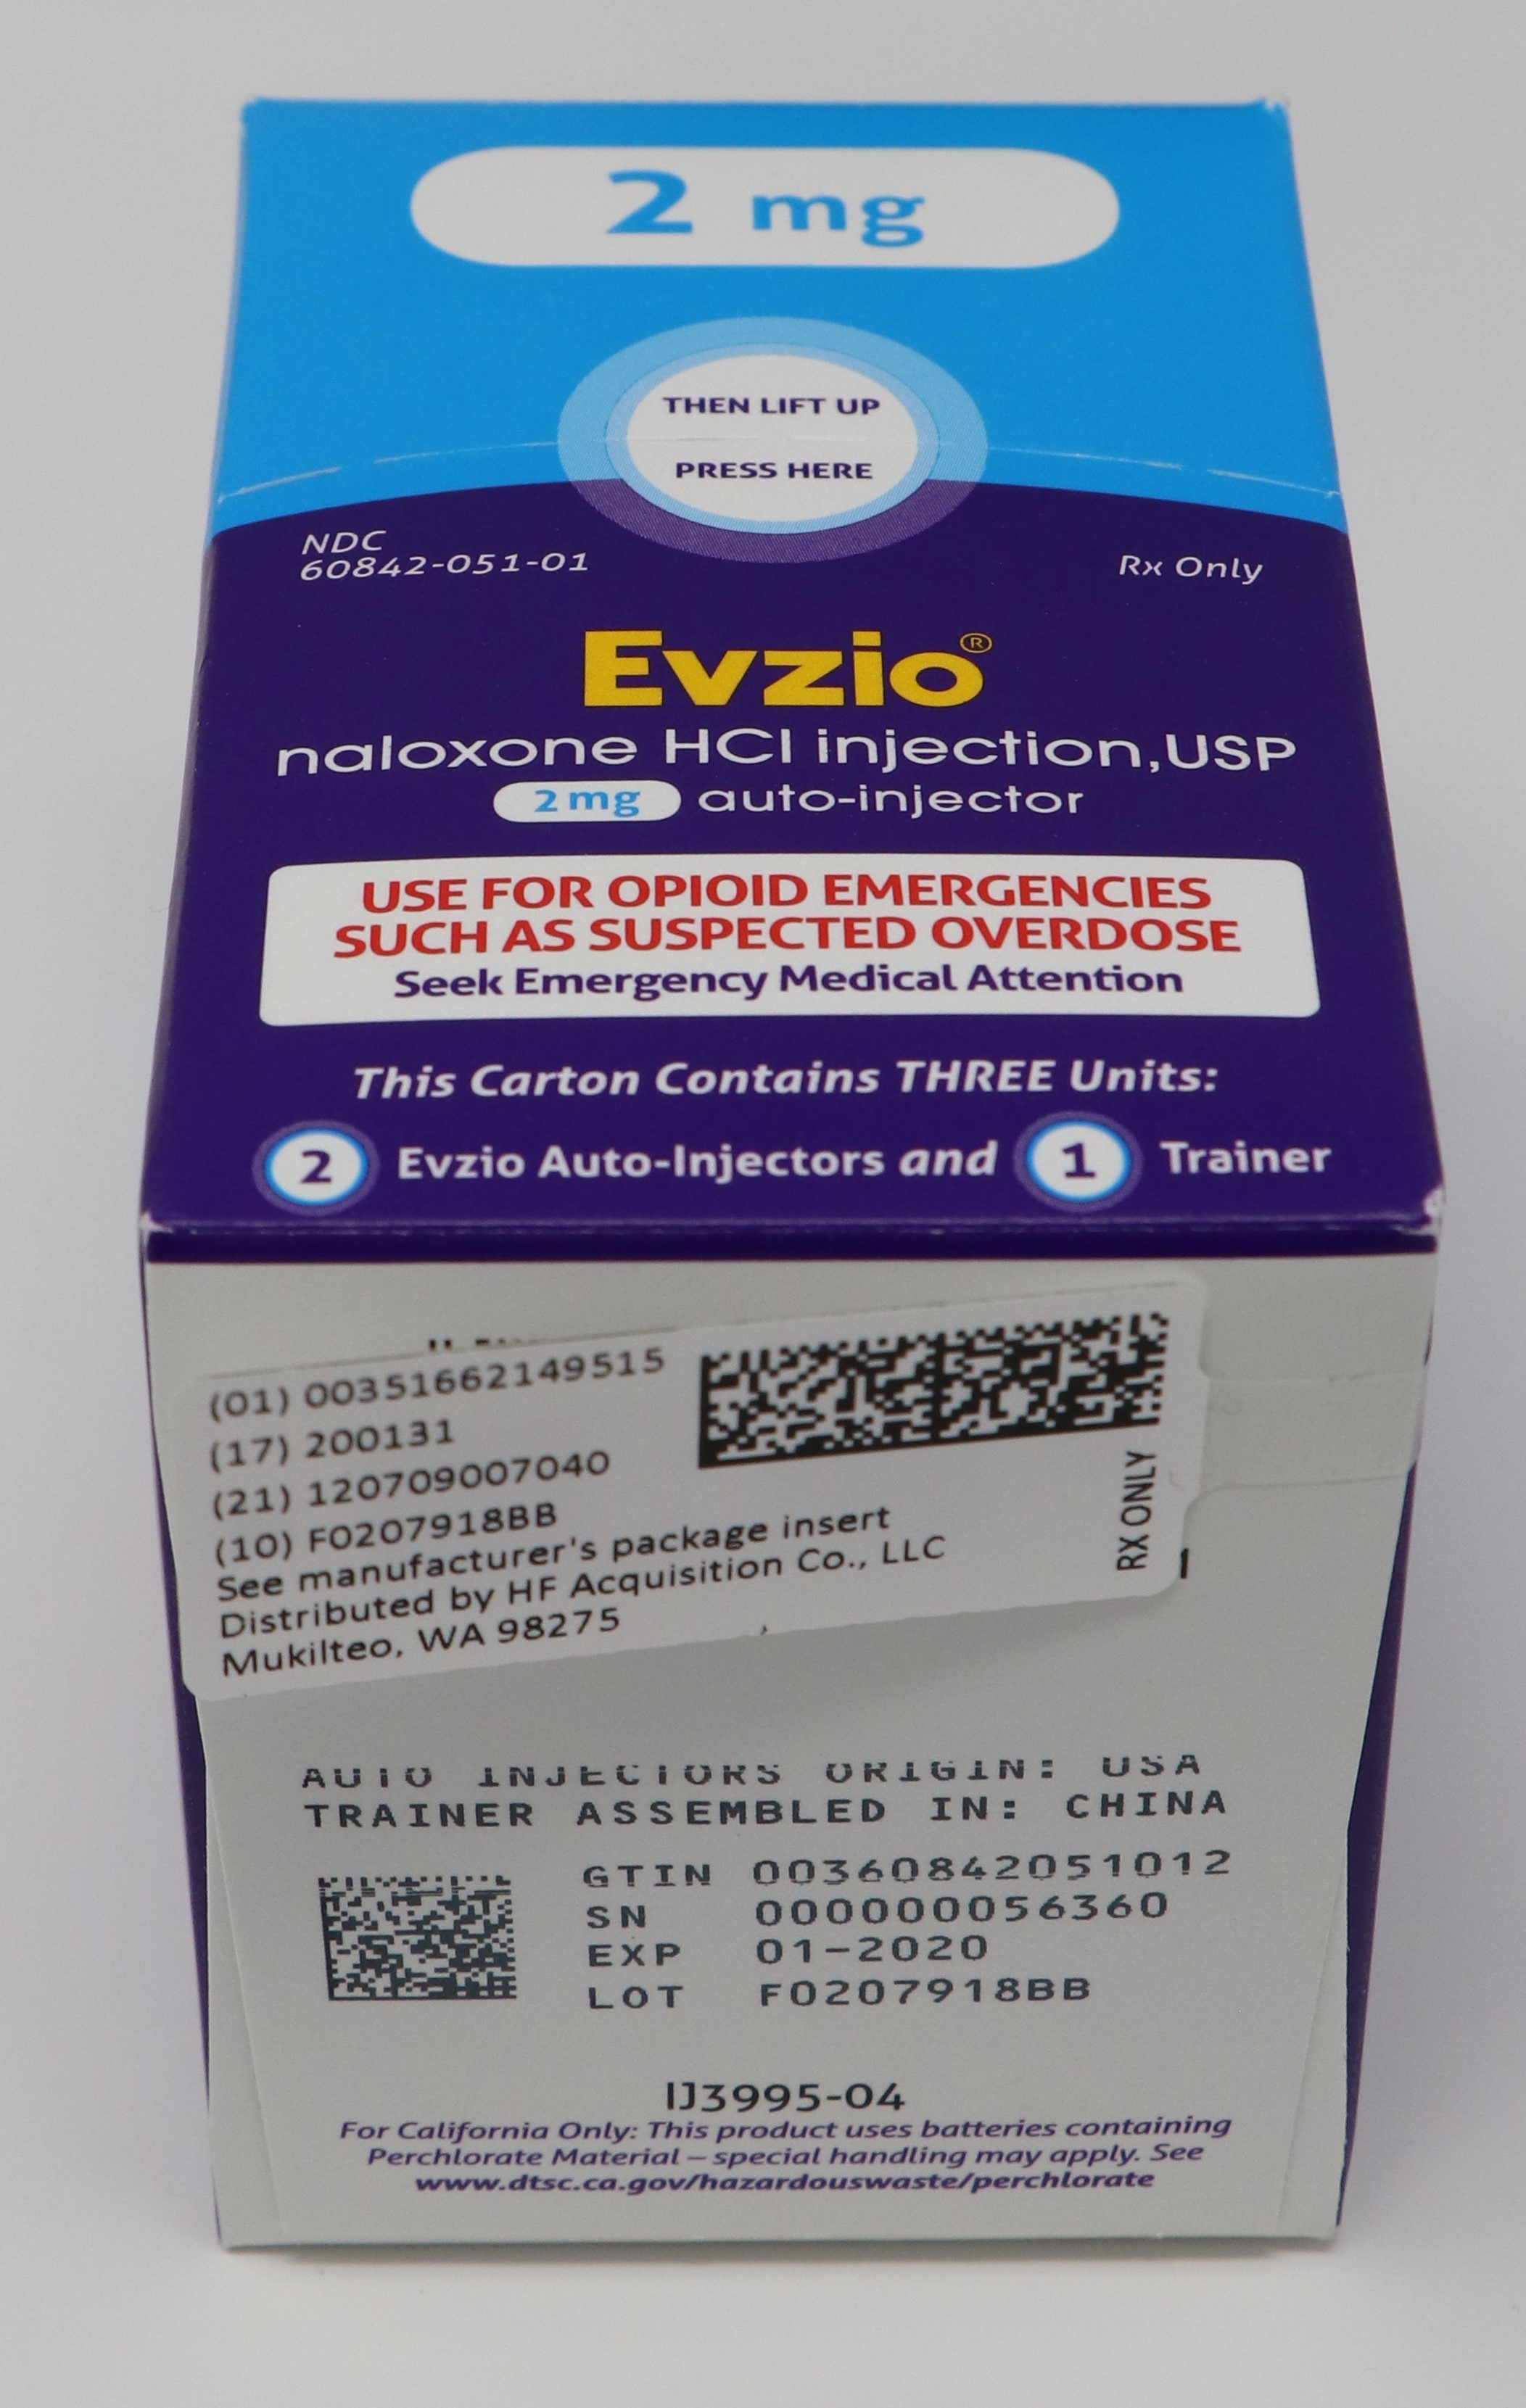 2 mg
THEN LIFT UP
PRESS HERE
NDC
60842-051-01
Rx Only
Evzio®
naloxone HCl injection, USP
2 mg auto-injector
USE FOR OPIOID EMERGENCIES
SUCH AS SUSPECTED OVERDOSE
Seek Emergency Medical Attention
This Carton Contains THREE Units:
2 Evzio Auto-Injectors and 1 Trainer
(01) 00351662149515
(17) 200131
(21) 120709007040
(10) F0207918BB
See manufacturer's package insert
Distributed by HF Acquisition Co., LLC
Mukilteo, WA 98275
RX ONLY
AUTO INJECTORS ORIGIN: USA
TRAINER ASSEMBLED IN: CHINA
GTIN 00360842051012
SN 000000056360
EXP 01-2020
LOT F0207918BB
IJ3995-04
For California Only: This product uses batteries containing
Perchlorate Material – special handling may apply. See
www.dtsc.ca.gov/hazardouswaste/perchlorate